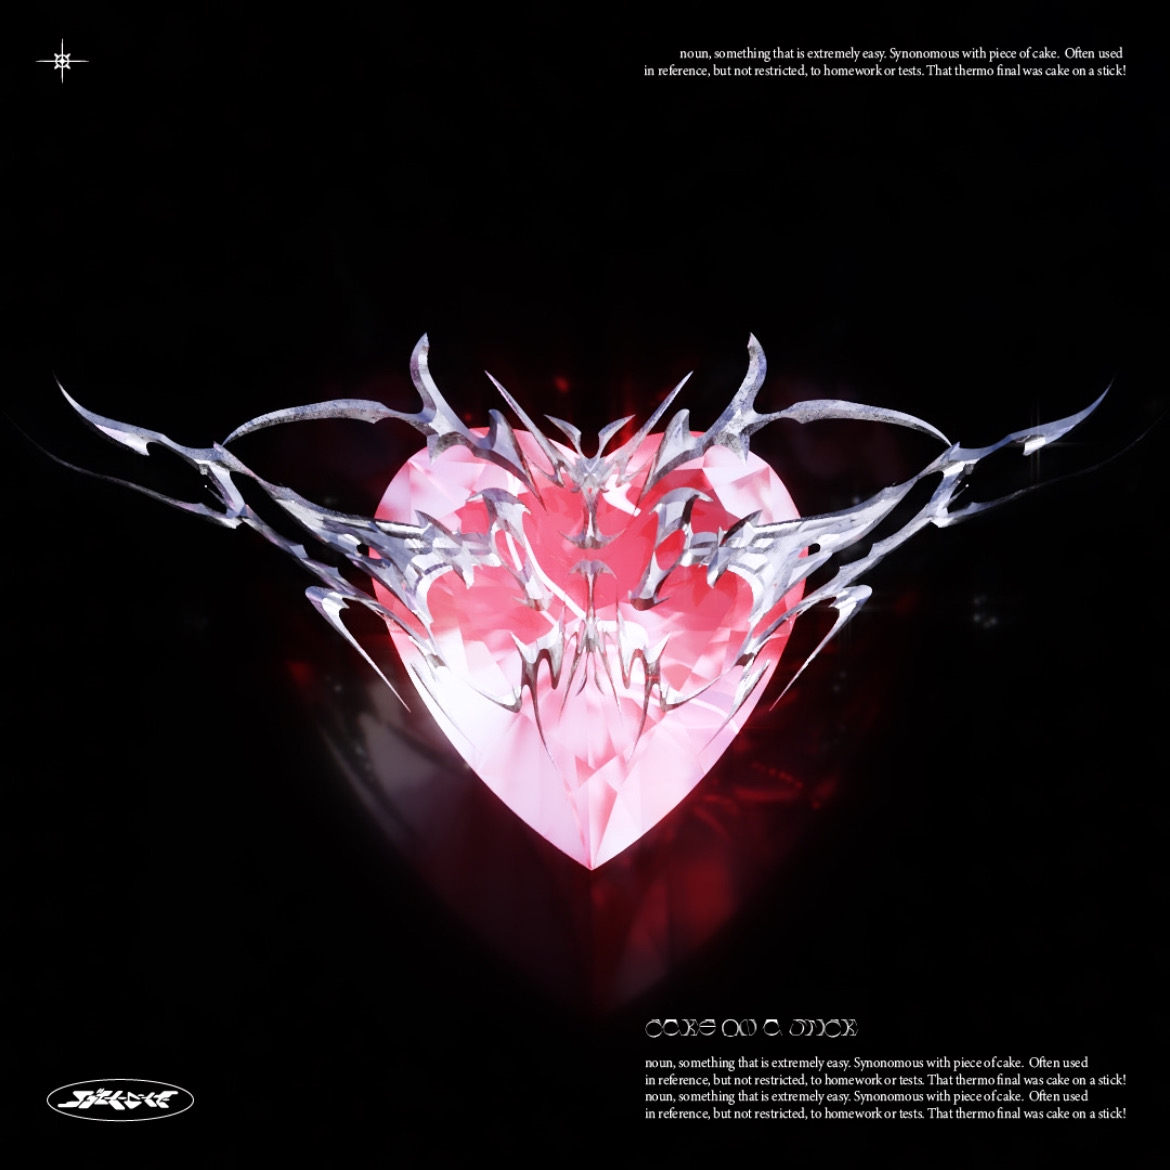 noun, something that is extremely easy. Synonomous with piece of cake. Often used
in reference, but not restricted, to homework or tests. That thermo final was cake on a stick!
CAKE ON A STICK
noun, something that is extremely easy. Synonomous with piece of cake. Often used
in reference, but not restricted, to homework or tests. That thermo final was cake on a stick!
noun, something that is extremely easy. Synonomous with piece of cake. Often used
in reference, but not restricted, to homework or tests. That thermo final was cake on a stick!